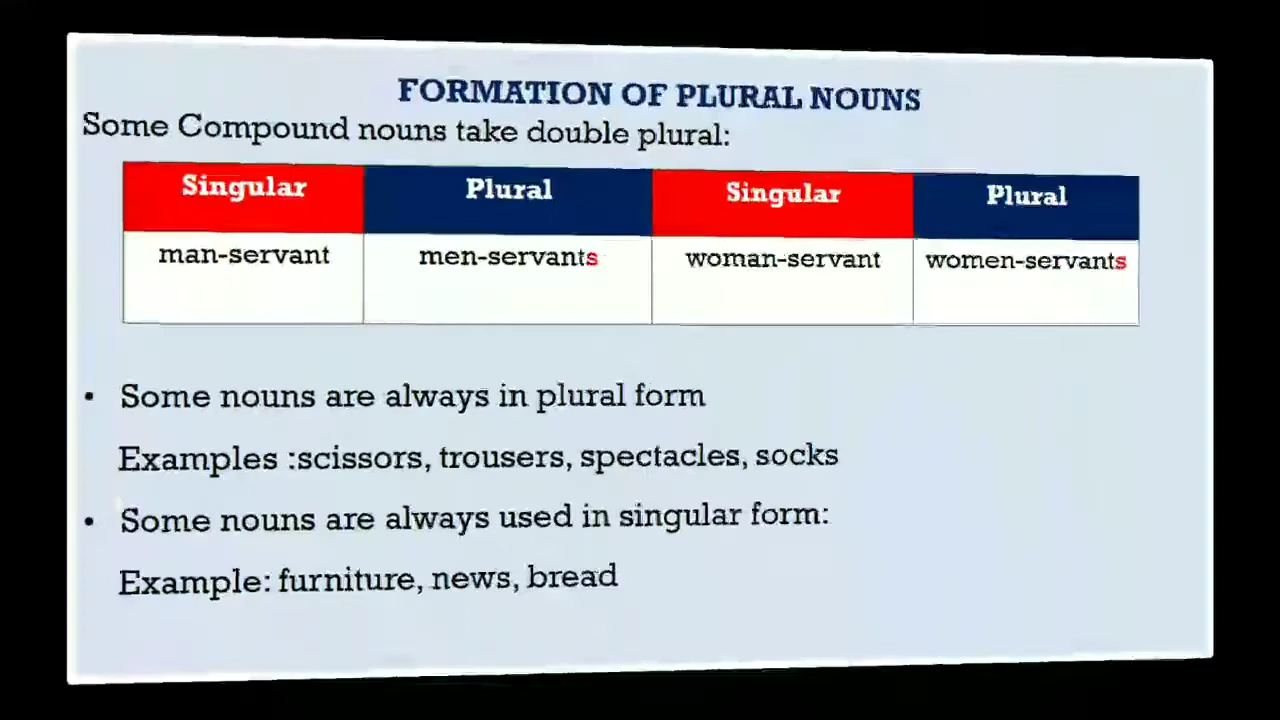 FORMATION OF PLURAL NOUNS
Some Compound nouns take double plural:
Singular Plural Singular Plural
man-servant men-servants woman-servant women-servants
• Some nouns are always in plural form
Examples :scissors, trousers, spectacles, socks
• Some nouns are always used in singular form:
Example: furniture, news, bread